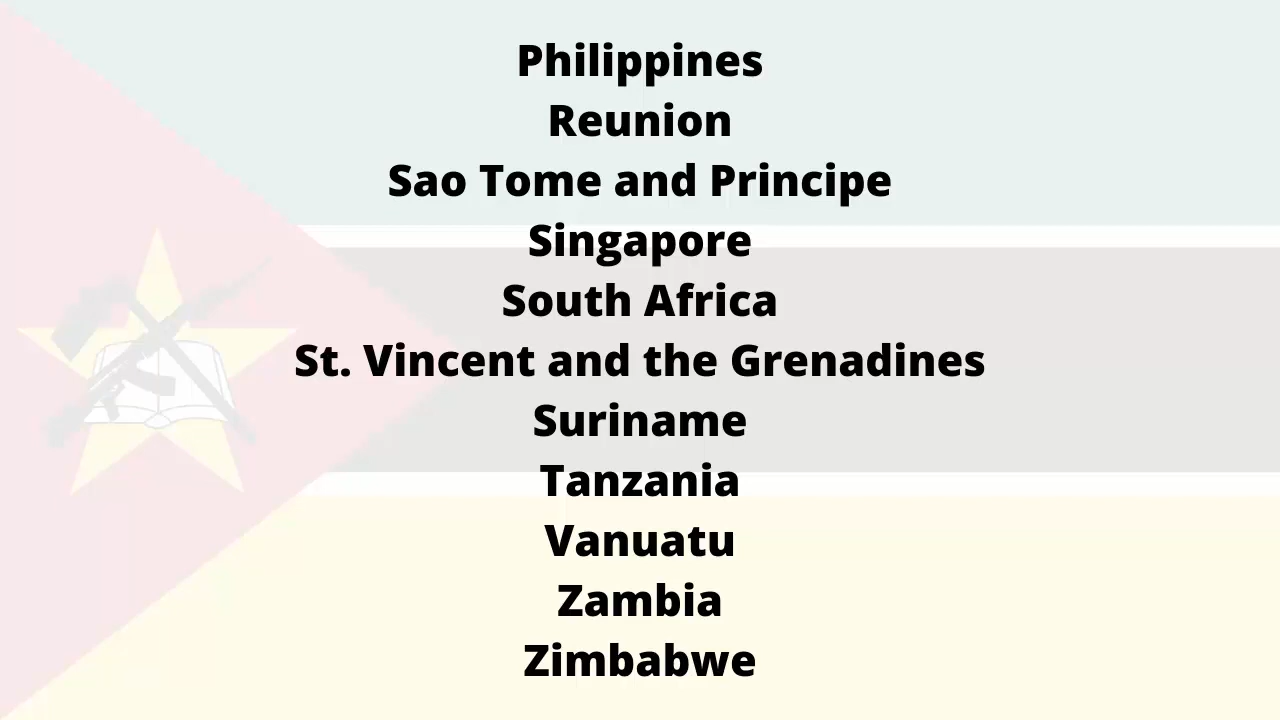 Philippines
Reunion
Sao Tome and Principe
Singapore
South Africa
St. Vincent and the Grenadines
Suriname
Tanzania
Vanuatu
Zambia
Zimbabwe